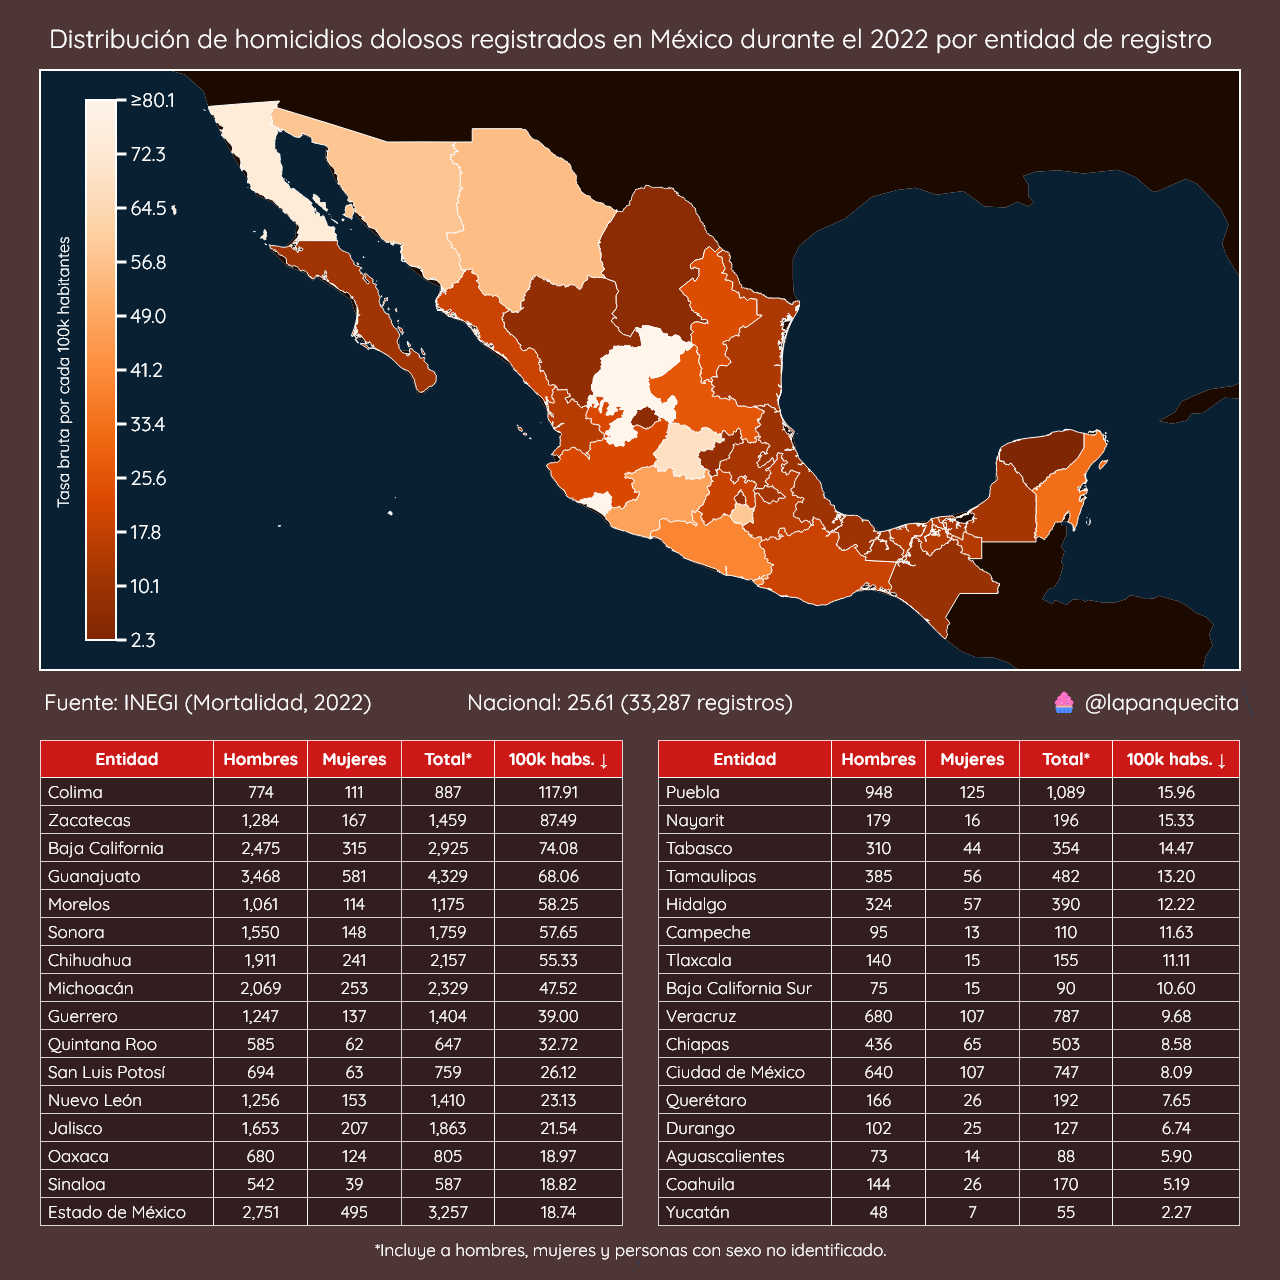 Distribución de homicidios dolosos registrados en México durante el 2022 por entidad de registro
Tasa bruta por cada 100k habitantes
≥80.1
72.3
64.5
56.8
49.0
41.2
33.4
25.6
17.8
10.1
2.3
Fuente: INEGI (Mortalidad, 2022) Nacional: 25.61 (33,287 registros) @lapanquecita
Entidad Hombres Mujeres Total* 100k habs. ↓
Colima 774 111 887 117.91
Zacatecas 1,284 167 1,459 87.49
Baja California 2,475 315 2,925 74.08
Guanajuato 3,468 581 4,329 68.06
Morelos 1,061 114 1,175 58.25
Sonora 1,550 148 1,759 57.65
Chihuahua 1,911 241 2,157 55.33
Michoacán 2,069 253 2,329 47.52
Guerrero 1,247 137 1,404 39.00
Quintana Roo 585 62 647 32.72
San Luis Potosí 694 63 759 26.12
Nuevo León 1,256 153 1,410 23.13
Jalisco 1,653 207 1,863 21.54
Oaxaca 680 124 805 18.97
Sinaloa 542 39 587 18.82
Estado de México 2,751 495 3,257 18.74
Entidad Hombres Mujeres Total* 100k habs. ↓
Puebla 948 125 1,089 15.96
Nayarit 179 16 196 15.33
Tabasco 310 44 354 14.47
Tamaulipas 385 56 482 13.20
Hidalgo 324 57 390 12.22
Campeche 95 13 110 11.63
Tlaxcala 140 15 155 11.11
Baja California Sur 75 15 90 10.60
Veracruz 680 107 787 9.68
Chiapas 436 65 503 8.58
Ciudad de México 640 107 747 8.09
Querétaro 166 26 192 7.65
Durango 102 25 127 6.74
Aguascalientes 73 14 88 5.90
Coahuila 144 26 170 5.19
Yucatán 48 7 55 2.27
*Incluye a hombres, mujeres y personas con sexo no identificado.